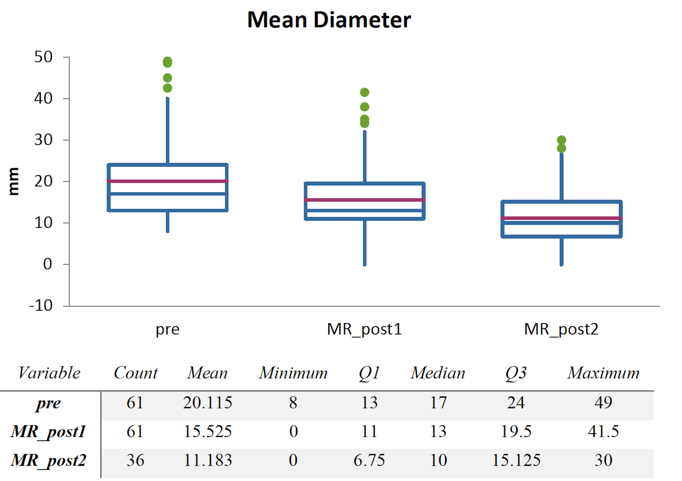 Mean Diameter
50
40
30
20
10
0
-10
mm
pre MR_post1 MR_post2
Variable Count Mean Minimum Q1 Median Q3 Maximum
pre 61 20.115 8 13 17 24 49
MR_post1 61 15.525 0 11 13 19.5 41.5
MR_post2 36 11.183 0 6.75 10 15.125 30